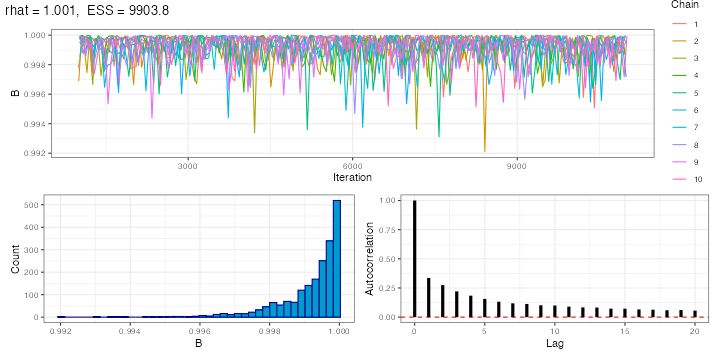 rhat = 1.001,  ESS = 9903.8
Chain
1
2
3
4
5
6
7
8
9
10
B
1.000
0.998
0.996
0.994
0.992
3000 6000 9000
Iteration
Count
500
400
300
200
100
0
0.992 0.994 0.996 0.998 1.000
B
Autocorrelation
1.00
0.75
0.50
0.25
0.00
0 5 10 15 20
Lag